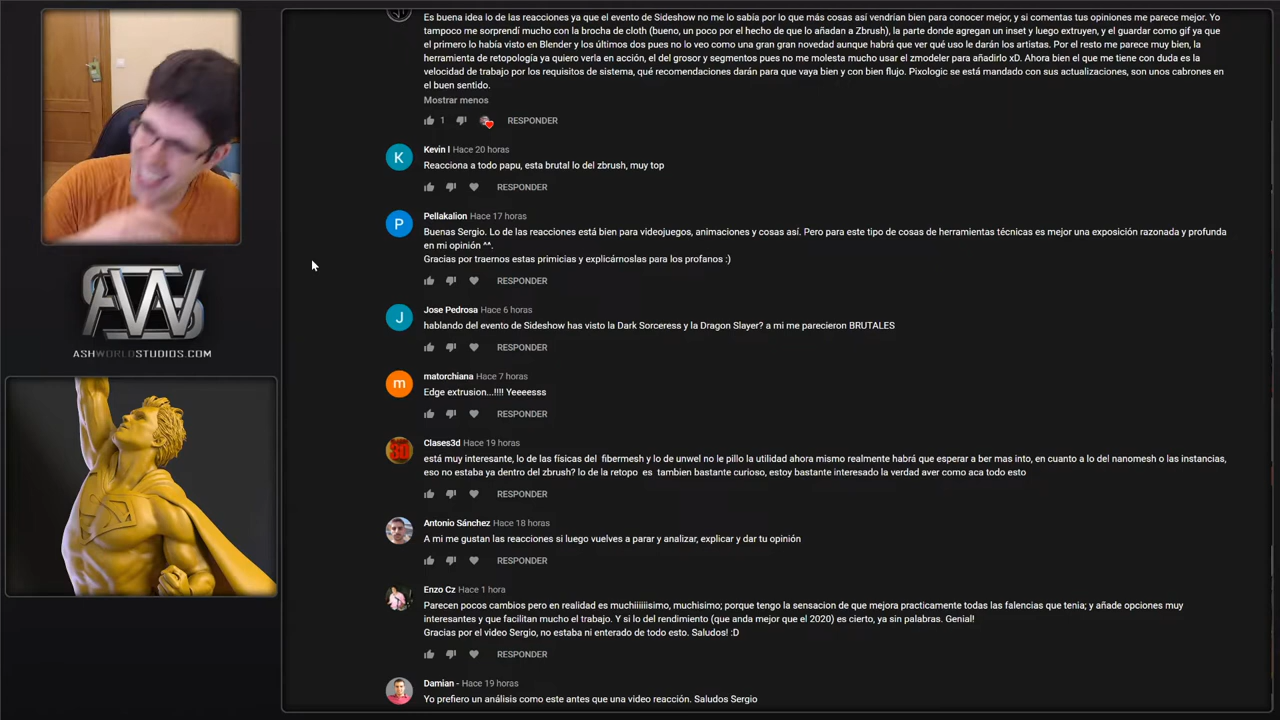 Es buena idea lo de las reacciones ya que el evento de Sideshow no me lo sabía por lo que más cosas así vendrían bien para conocer mejor, y si comentas tus opiniones me parece mejor. Yo
tampoco me sorprendí mucho con la brocha de cloth (bueno, un poco por el hecho de que lo añadan a Zbrush), la parte donde agregan un inset y luego extruyen, y el guardar como gif ya que
el primero lo había visto en Blender y los últimos dos pues no lo veo como una gran gran novedad aunque habrá que ver qué uso le darán los artistas. Por el resto me parece muy bien, la
herramienta de retopología ya quiero verla en acción, el del grosor y segmentos pues no me molesta mucho usar el zmodeler para añadirlo xD. Ahora bien el que me tiene con duda es la
velocidad de trabajo por los requisitos de sistema, qué recomendaciones darán para que vaya bien y con bien flujo. Pixologic se está mandado con sus actualizaciones, son unos cabrones en
el buen sentido.
Mostrar menos
1 RESPONDER
K
Kevin l Hace 20 horas
Reacciona a todo papu, esta brutal lo del zbrush, muy top
RESPONDER
P
Pellakalion Hace 17 horas
Buenas Sergio. Lo de las reacciones está bien para videojuegos, animaciones y cosas así. Pero para este tipo de cosas de herramientas técnicas es mejor una exposición razonada y profunda
en mi opinión ^^.
Gracias por traernos estas primicias y explicárnoslas para los profanos :)
RESPONDER
J
Jose Pedrosa Hace 6 horas
hablando del evento de Sideshow has visto la Dark Sorceress y la Dragon Slayer? a mi me parecieron BRUTALES
RESPONDER
m
matorchiana Hace 7 horas
Edge extrusion...!!!! Yeeeesss
RESPONDER
3D
Clases3d Hace 19 horas
está muy interesante, lo de las físicas del fibermesh y lo de unwel no le pillo la utilidad ahora mismo realmente habrá que esperar a ber mas into, en cuanto a lo del nanomesh o las instancias,
eso no estaba ya dentro del zbrush? lo de la retopo es tambien bastante curioso, estoy bastante interesado la verdad aver como aca todo esto
RESPONDER
Antonio Sánchez Hace 18 horas
A mi me gustan las reacciones si luego vuelves a parar y analizar, explicar y dar tu opinión
RESPONDER
Enzo Cz Hace 1 hora
Parecen pocos cambios pero en realidad es muchiiiiiisimo, muchisimo; porque tengo la sensacion de que mejora practicamente todas las falencias que tenia; y añade opciones muy
interesantes y que facilitan mucho el trabajo. Y si lo del rendimiento (que anda mejor que el 2020) es cierto, ya sin palabras. Genial!
Gracias por el video Sergio, no estaba ni enterado de todo esto. Saludos! :D
RESPONDER
Damian - Hace 19 horas
Yo prefiero un análisis como este antes que una video reacción. Saludos Sergio
ASHWORLDSTUDIOS.COM